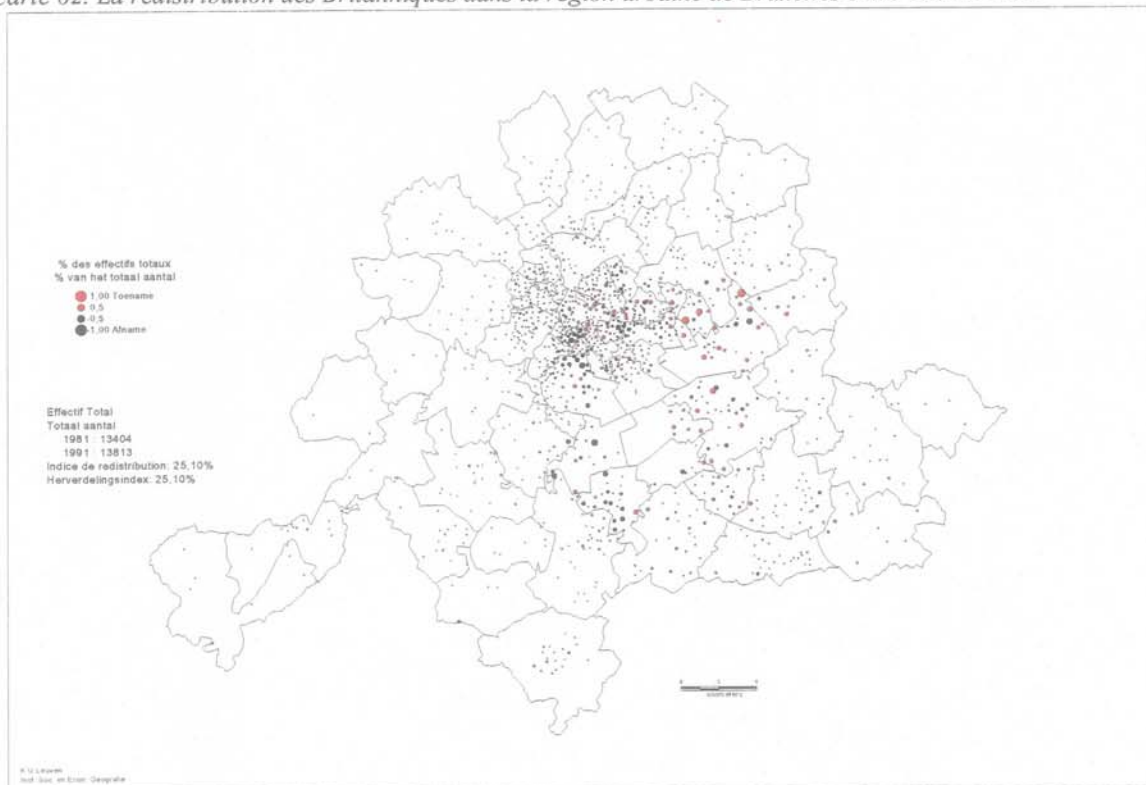 Carte 62. La redistribution des Britanniques dans la région urbaine de
% des effectifs totaux
% van het totaal aantal
1,00 Toename
0,5
-0,5
-1,00 Afname
Effectif Total
Totaal aantal
1981 : 13404
1991 : 13813
Indice de redistribution: 25,10%
Herverdelingsindex: 25,10%
K.U.Leuven
Inst. Soc. en Econ. Geografie